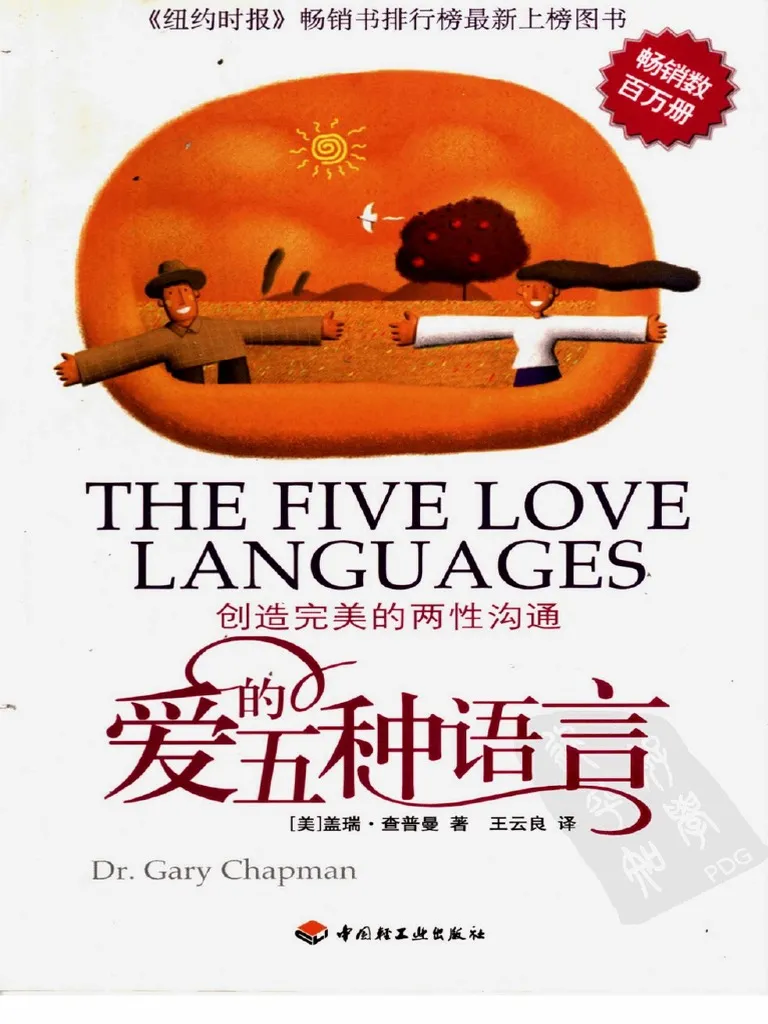 《纽约时报》畅销书排行榜最新上榜图书
畅销数
百万册
THE FIVE LOVE
LANGUAGES
创造完美的两性沟通
爱的五种语言
[美]盖瑞·查普曼 著 王云良 译
Dr. Gary Chapman
PDG
中国轻工业出版社